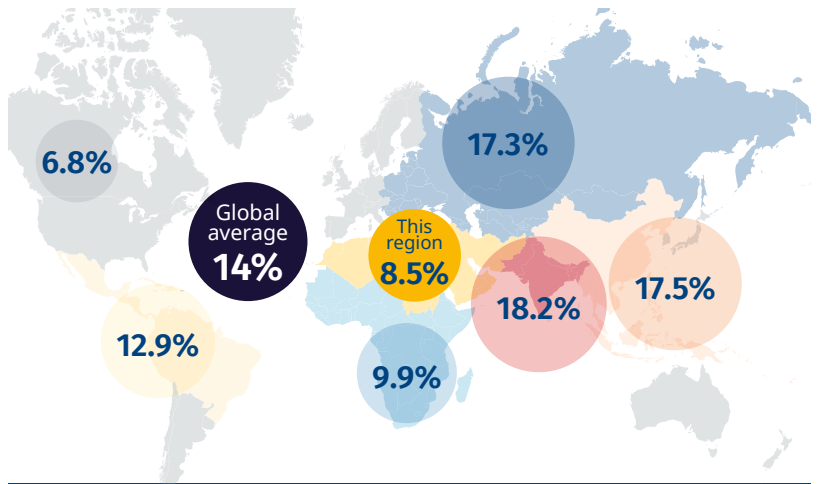 17.3%
6.8%
Global
average
14%
This
region
8.5%
18.2%
17.5%
12.9%
9.9%